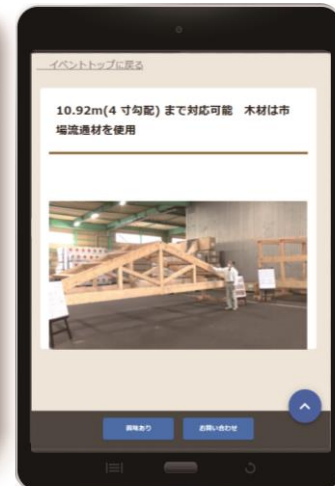 イベントトップに戻る
10.92m(4 寸勾配) まで対応可能　木材は市
場流通材を使用
興味あり
お問い合わせ